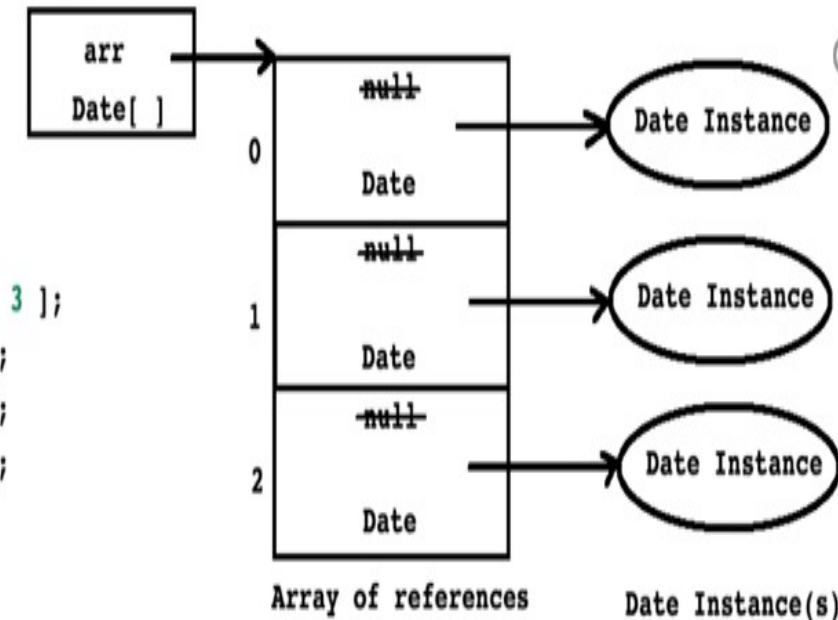 arr
Date[ ]
3 ];
;
;
;
0
null
Date
Date Instance
1
null
Date
Date Instance
2
null
Date
Date Instance
Array of references
Date Instance(s)